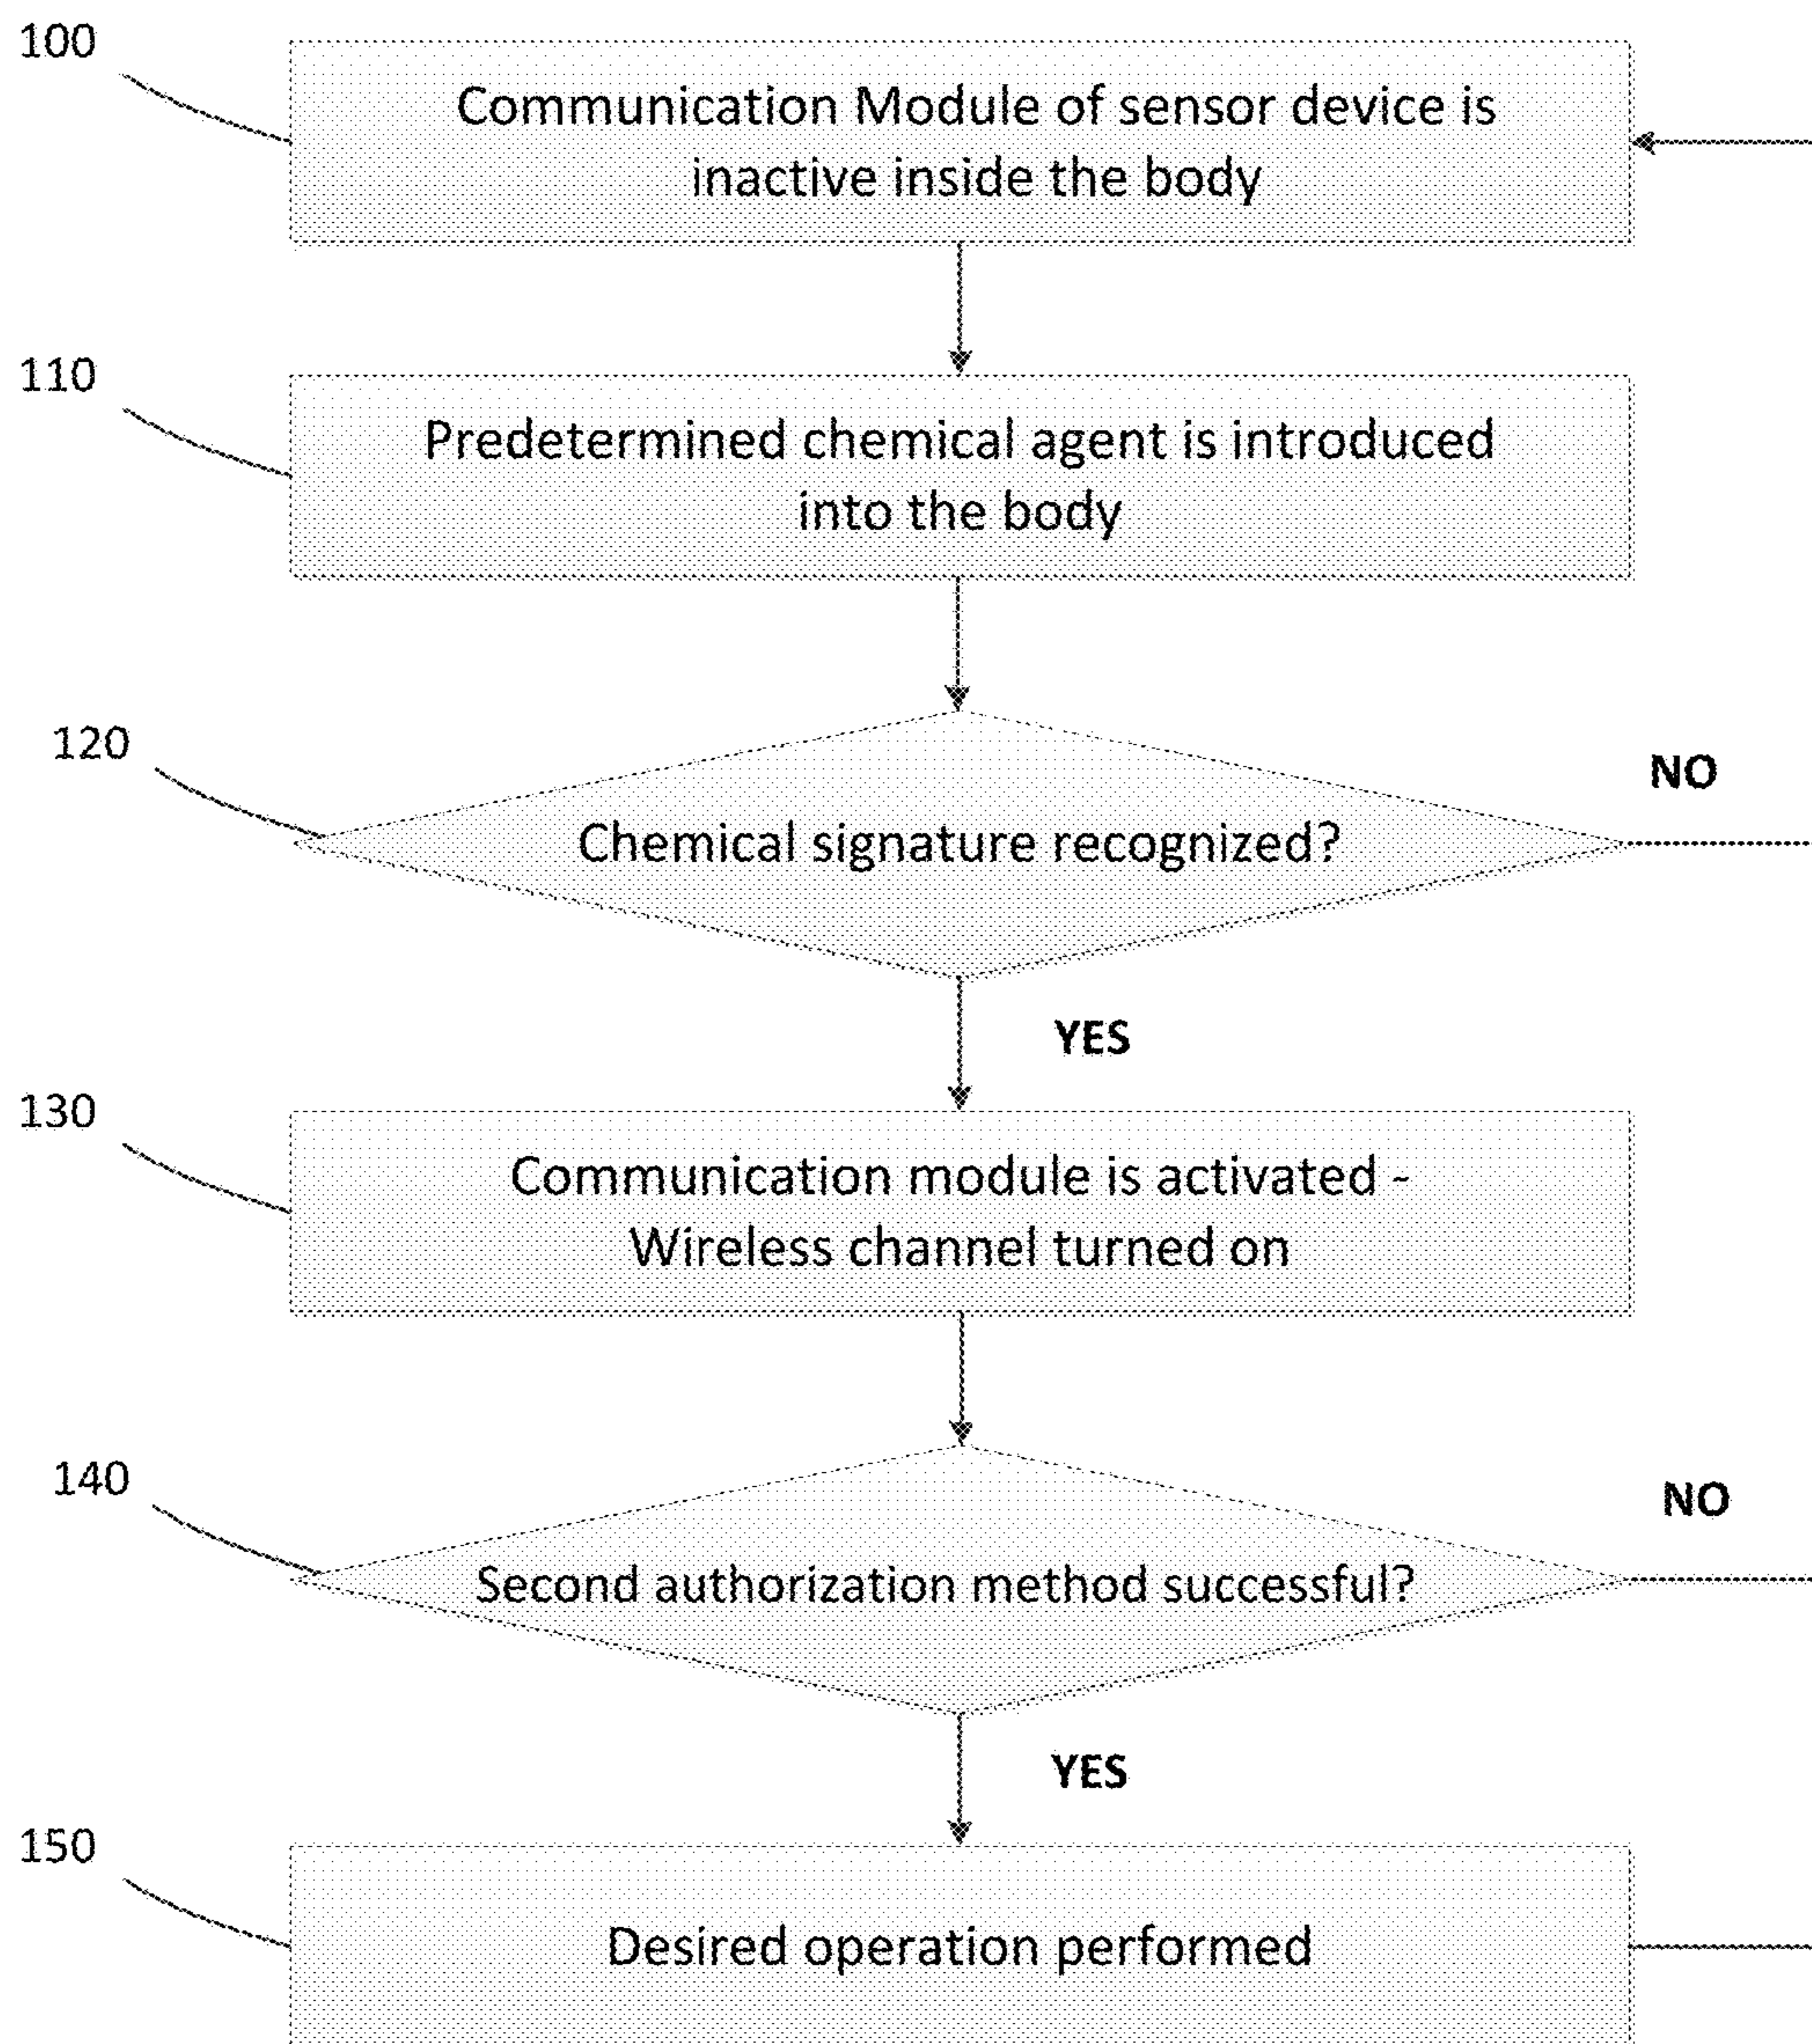 100
Communication Module of sensor device is
inactive inside the body
110
Predetermined chemical agent is introduced
into the body
120
Chemical signature recognized?
NO
YES
130
Communication module is activated -
Wireless channel turned on
140
Second authorization method successful?
NO
YES
150
Desired operation performed